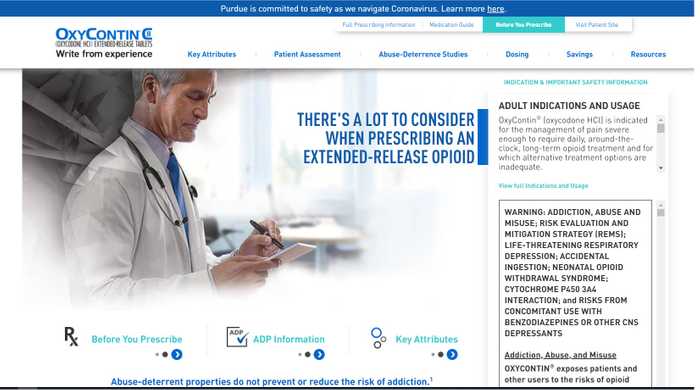 Purdue is committed to safety as we navigate Coronavirus. Learn more here.
Full Prescribing Information
Medication Guide
Before You Prescribe
Visit Patient Site
OXYCONTIN CII
(OXYCODONE HCl) EXTENDED-RELEASE TABLETS
Write from experience
Key Attributes
Patient Assessment
Abuse-Deterrence Studies
Dosing
Savings
Resources
THERE'S A LOT TO CONSIDER
WHEN PRESCRIBING AN
EXTENDED-RELEASE OPIOID
INDICATION & IMPORTANT SAFETY INFORMATION
ADULT INDICATIONS AND USAGE
OxyContin® (oxycodone HCl) is indicated
for the management of pain severe
enough to require daily, around-the-
clock, long-term opioid treatment and for
which alternative treatment options are
inadequate.
View full Indications and Usage
WARNING: ADDICTION, ABUSE AND
MISUSE; RISK EVALUATION AND
MITIGATION STRATEGY (REMS);
LIFE-THREATENING RESPIRATORY
DEPRESSION; ACCIDENTAL
INGESTION; NEONATAL OPIOID
WITHDRAWAL SYNDROME;
CYTOCHROME P450 3A4
INTERACTION; and RISKS FROM
CONCOMITANT USE WITH
BENZODIAZEPINES OR OTHER CNS
DEPRESSANTS
Addiction, Abuse, and Misuse
OXYCONTIN® exposes patients and
other users to the risks of opioid
Rx
Before You Prescribe
ADP
ADP Information
Key Attributes
Abuse-deterrent properties do not prevent or reduce the risk of addiction.1